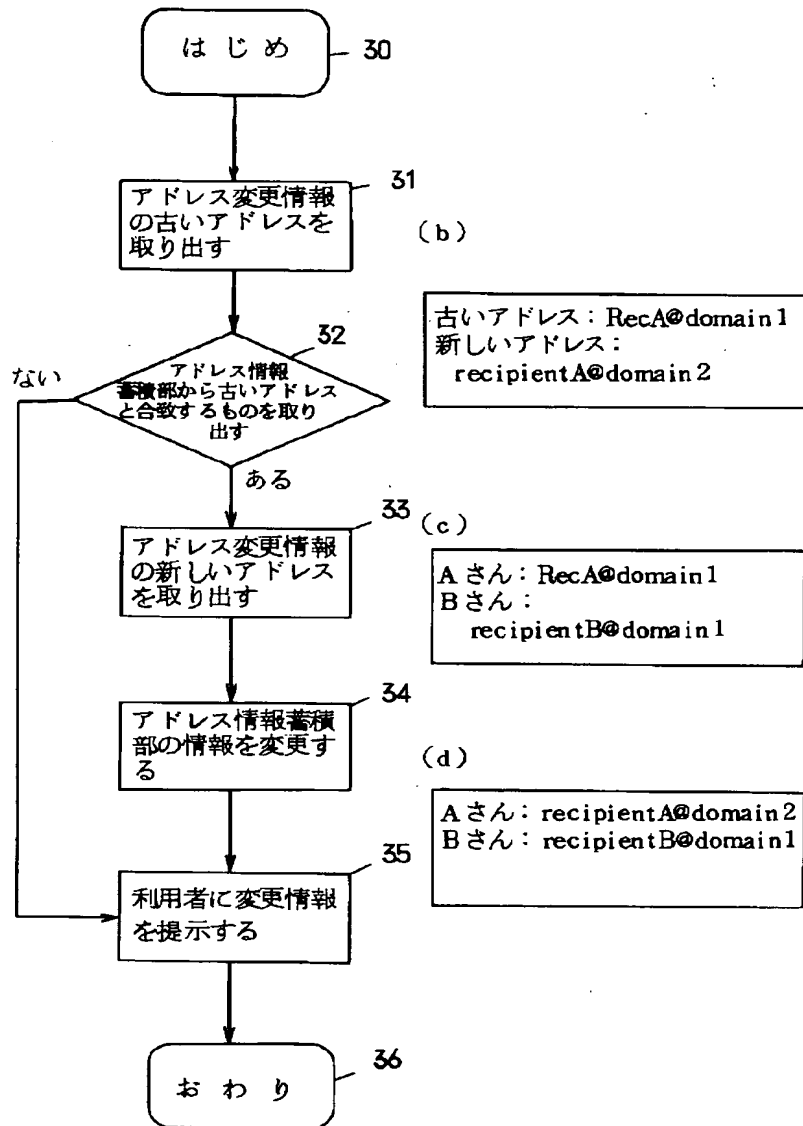 はじめ
30
31
アドレス変更情報
の古いアドレスを
取り出す
(b)
古いアドレス：RecA@domain1
新しいアドレス：
recipientA@domain2
32
ない
アドレス情報
蓄積部から古いアドレス
と合致するものを取り
出す
ある
33
(c)
アドレス変更情報
の新しいアドレス
を取り出す
Aさん：RecA@domain1
Bさん：
recipientB@domain1
34
アドレス情報蓄積
部の情報を変更す
る
(d)
Aさん：recipientA@domain2
Bさん：recipientB@domain1
35
利用者に変更情報
を提示する
36
おわり